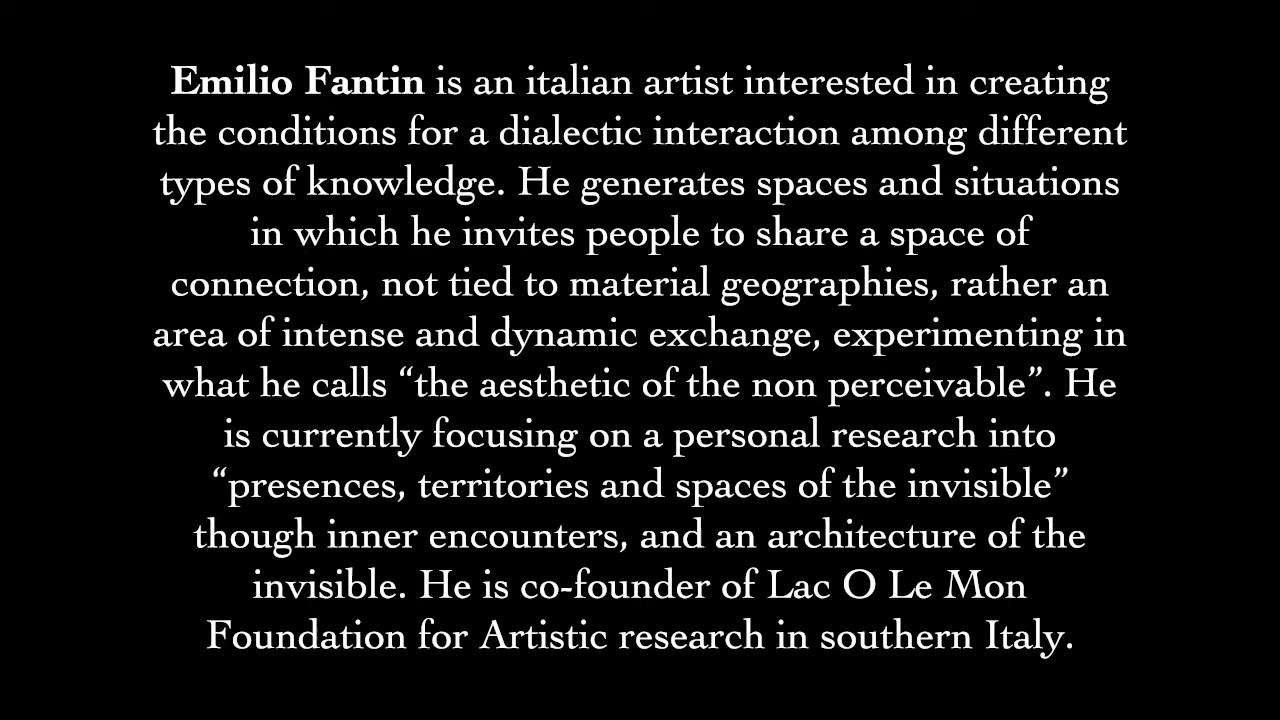 Emilio Fantin is an italian artist interested in creating
the conditions for a dialectic interaction among different
types of knowledge. He generates spaces and situations
in which he invites people to share a space of
connection, not tied to material geographies, rather an
area of intense and dynamic exchange, experimenting in
what he calls “the aesthetic of the non perceivable”. He
is currently focusing on a personal research into
“presences, territories and spaces of the invisible”
though inner encounters, and an architecture of the
invisible. He is co-founder of Lac O Le Mon
Foundation for Artistic research in southern Italy.